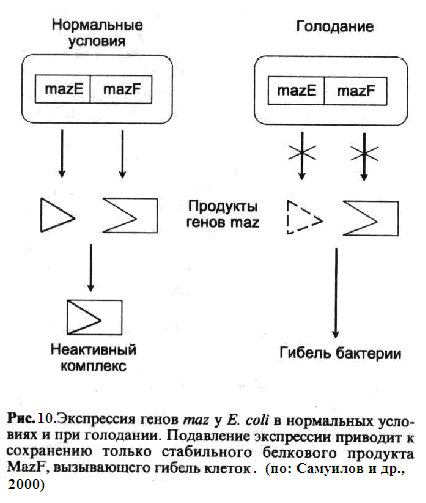 Нормальные условия
Голодание
mazE mazF
mazE mazF
Продукты генов maz
Неактивный комплекс
Гибель бактерии
Рис.10.Экспрессия генов maz у E. coli в нормальных усло-
виях и при голодании. Подавление экспрессии приводит к
сохранению только стабильного белкового продукта
MazF, вызывающего гибель клеток. (по: Самуилов и др.,
2000)